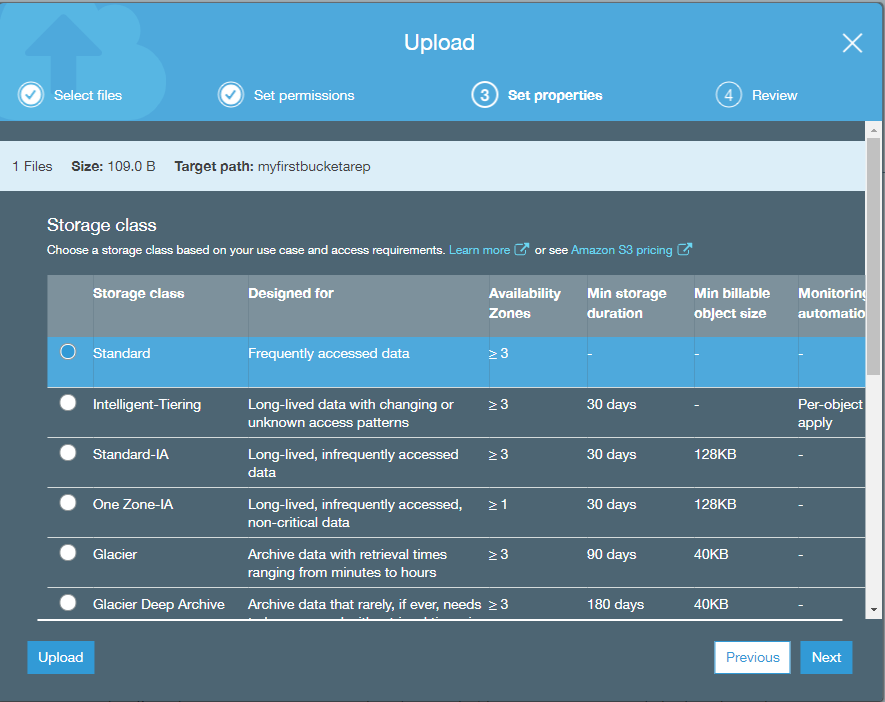 Upload
Select files
Set permissions
3 Set properties
4 Review
1 Files Size: 109.0 B Target path: myfirstbucketarep
Storage class
Choose a storage class based on your use case and access requirements. Learn more or see Amazon S3 pricing
Storage class Designed for Availability Zones Min storage duration Min billable object size Monitoring automatio
Standard Frequently accessed data ≥ 3 - - -
Intelligent-Tiering Long-lived data with changing or unknown access patterns ≥ 3 30 days - Per-object apply
Standard-IA Long-lived, infrequently accessed data ≥ 3 30 days 128KB -
One Zone-IA Long-lived, infrequently accessed, non-critical data ≥ 1 30 days 128KB -
Glacier Archive data with retrieval times ranging from minutes to hours ≥ 3 90 days 40KB -
Glacier Deep Archive Archive data that rarely, if ever, needs ≥ 3 180 days 40KB -
Upload Previous Next